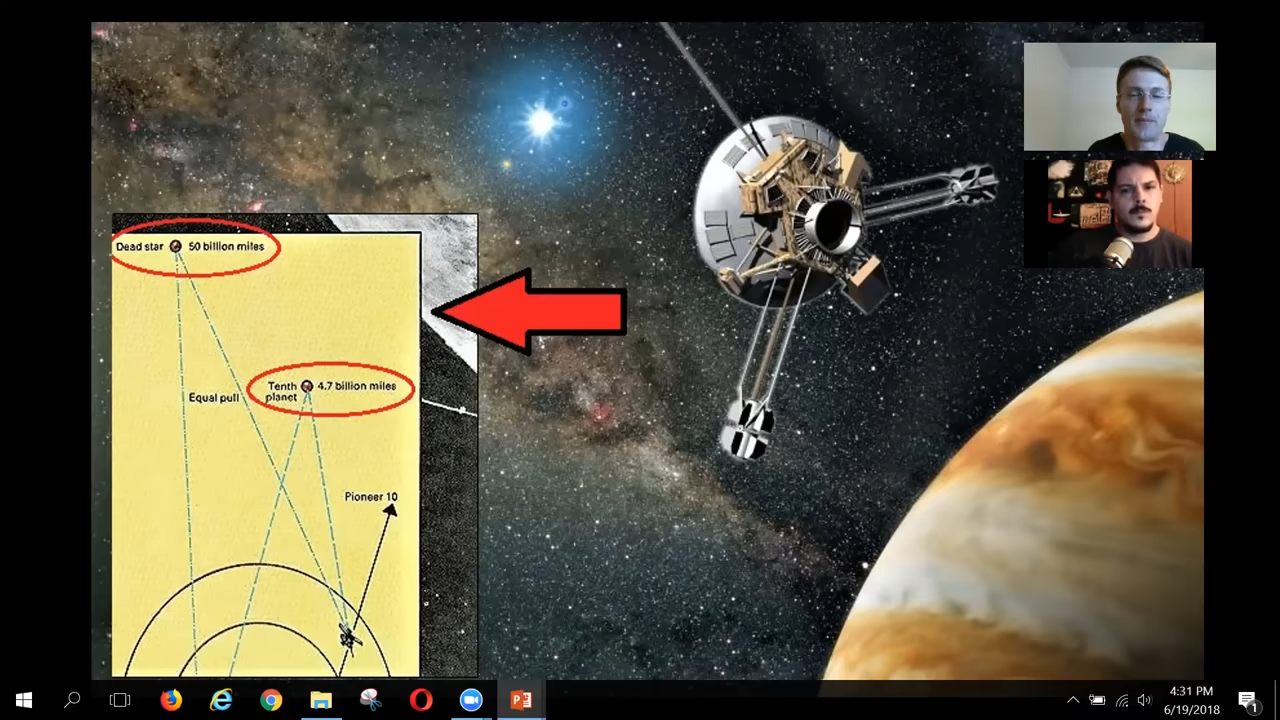 Dead star 50 billion miles
Tenth 4.7 billion miles
planet
Equal pull
Pioneer 10
4:31 PM
6/19/2018
1